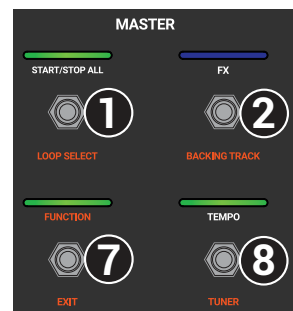 MASTER
START/STOP ALL FX
1 2
LOOP SELECT BACKING TRACK
FUNCTION TEMPO
7 8
EXIT TUNER